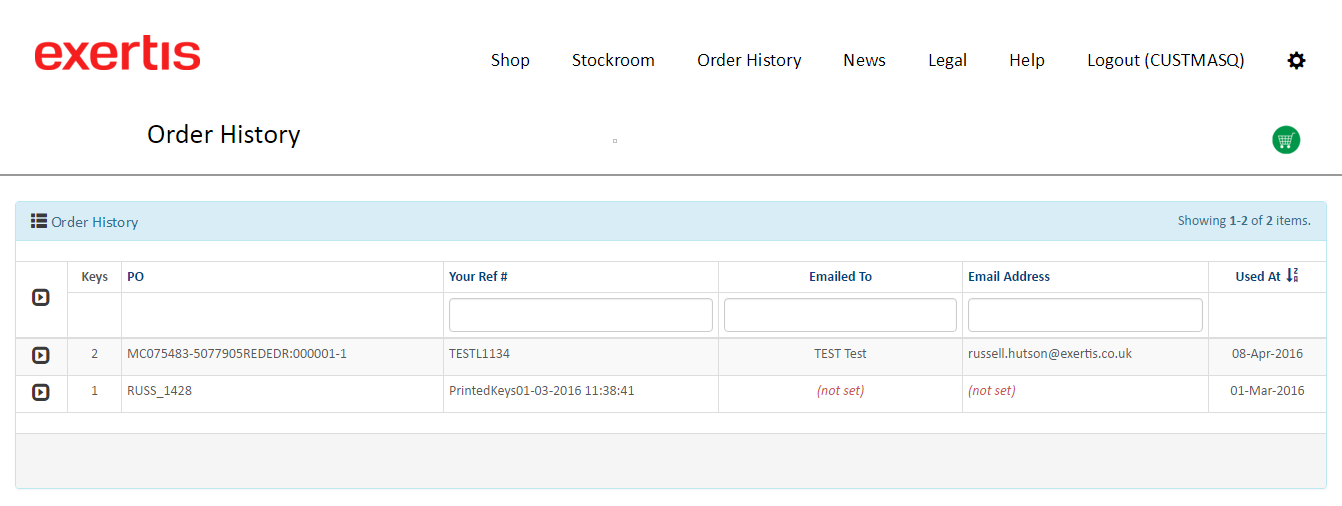 exertis
Shop Stockroom Order History News Legal Help Logout (CUSTMASQ)
Order History
Order History Showing 1-2 of 2 items.
Keys PO Your Ref # Emailed To Email Address Used At
2 MC075483-5077905REDEDR:000001-1 TESTL1134 TEST Test russell.hutson@exertis.co.uk 08-Apr-2016
1 RUSS_1428 PrintedKeys01-03-2016 11:38:41 (not set) (not set) 01-Mar-2016